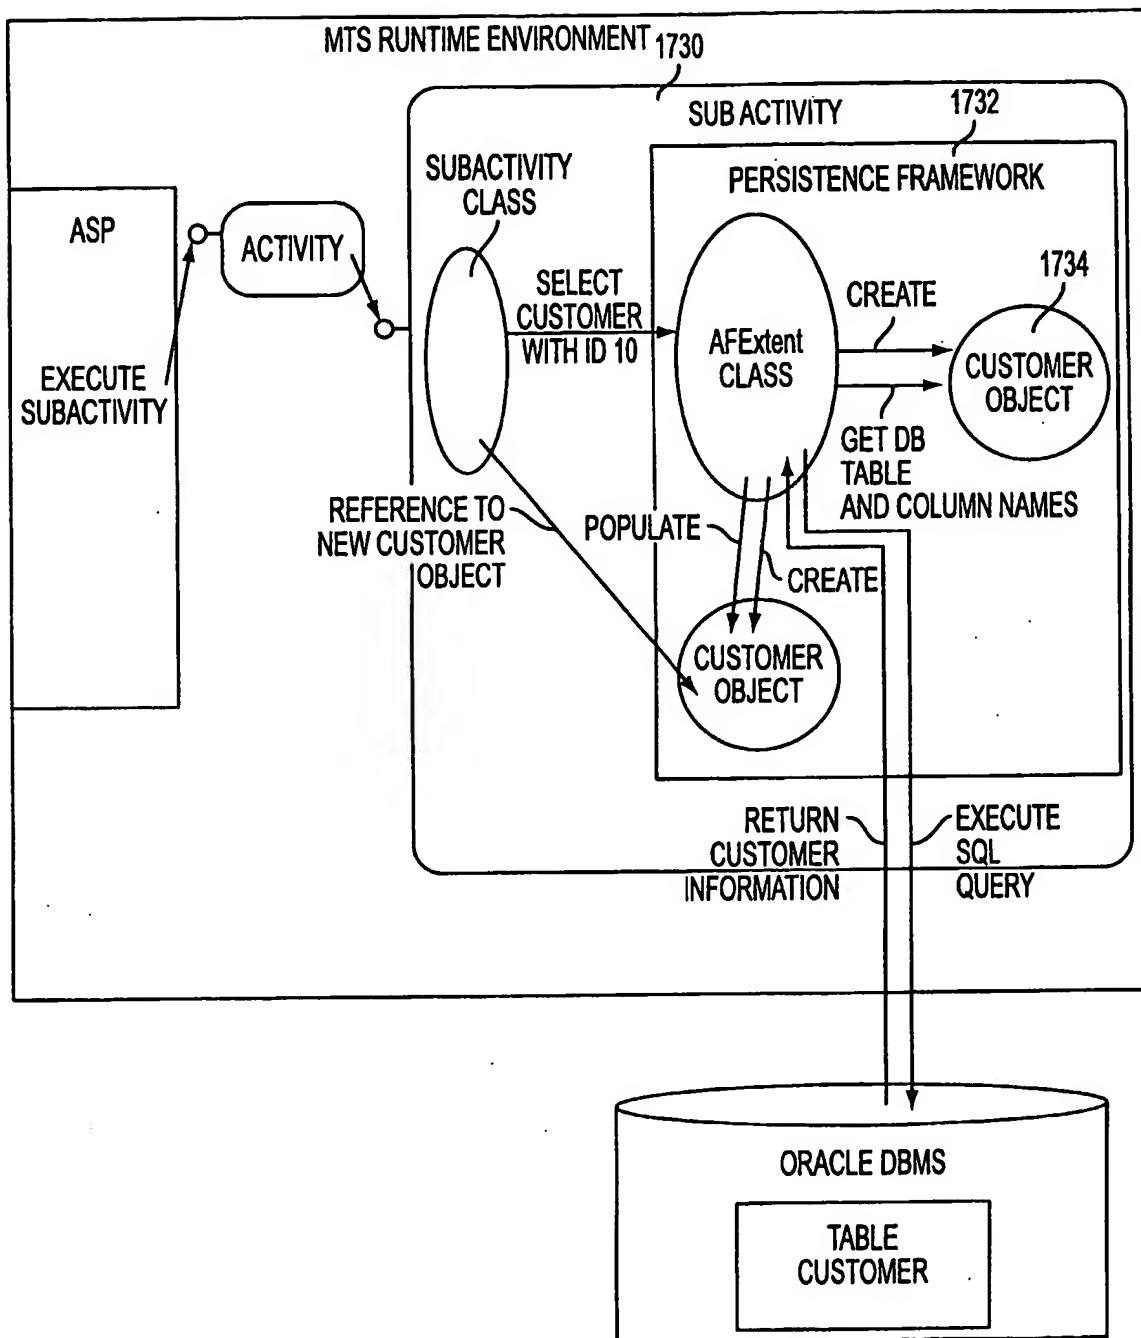 MTS RUNTIME ENVIRONMENT
1730
SUB ACTIVITY
1732
SUBACTIVITY
CLASS
PERSISTENCE FRAMEWORK
ASP
ACTIVITY
1734
SELECT
CUSTOMER
WITH ID 10
CREATE
AFExtent
CLASS
CUSTOMER
OBJECT
EXECUTE
SUBACTIVITY
GET DB
TABLE
AND COLUMN NAMES
REFERENCE TO
NEW CUSTOMER
OBJECT
POPULATE
CREATE
CUSTOMER
OBJECT
RETURN
CUSTOMER
INFORMATION
EXECUTE
SQL
QUERY
ORACLE DBMS
TABLE
CUSTOMER